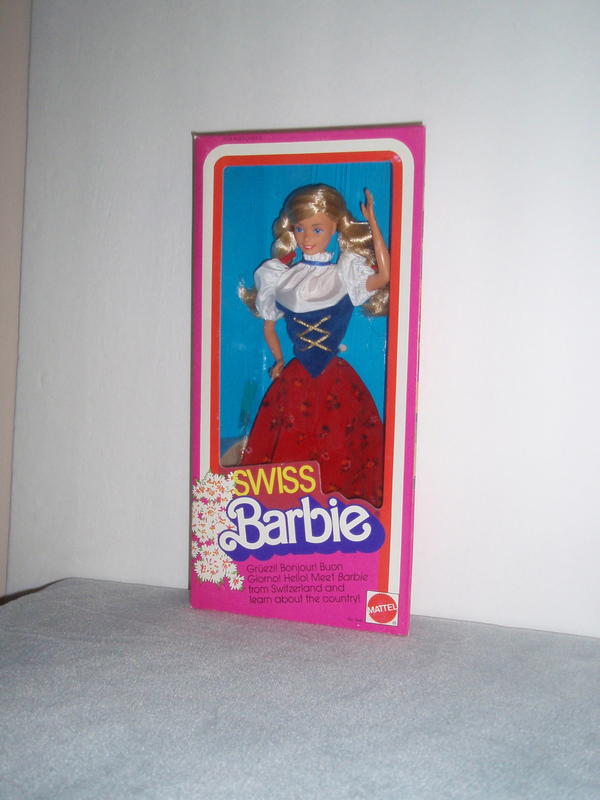 SWISS
Barbie
Grüezi! Bonjour! Buon
Giorno! Hello! Meet Barbie
from Switzerland and
learn about the country!
MATTEL